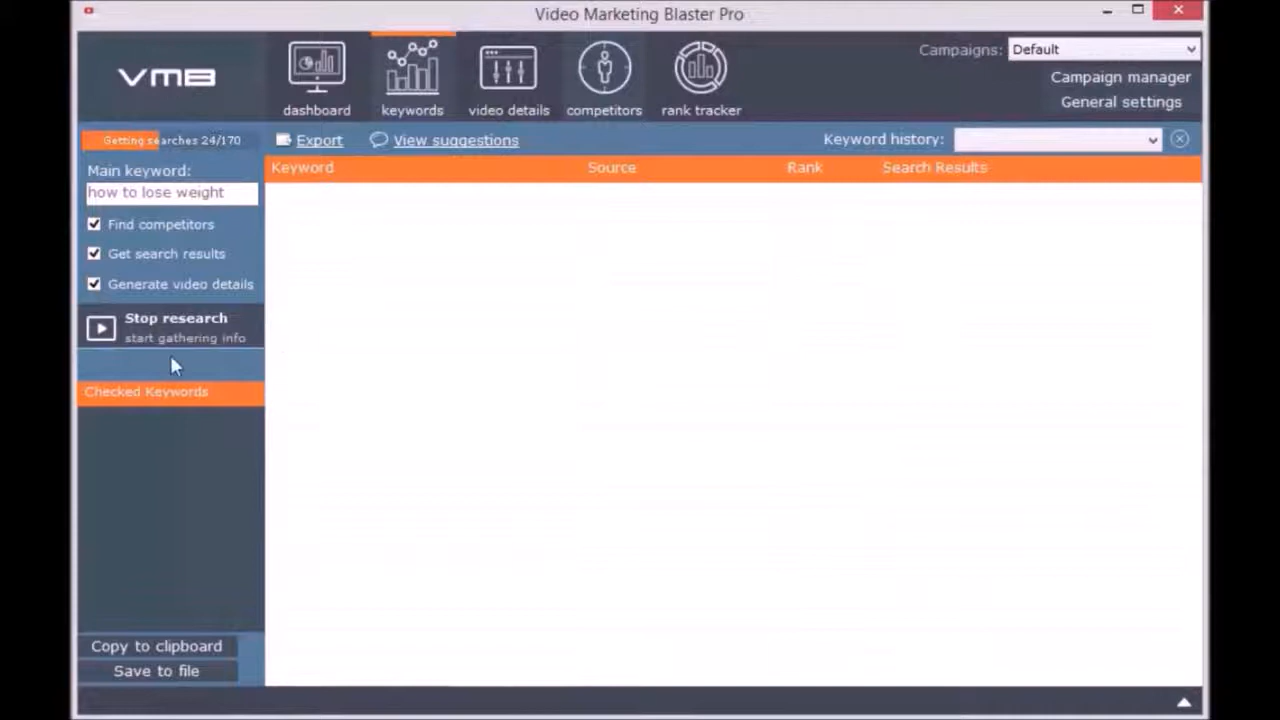 Video Marketing Blaster Pro
VMB
dashboard
keywords
video details
competitors
rank tracker
Campaigns: Default
Campaign manager
General settings
Getting searches 24/170
Export
View suggestions
Keyword history:
Main keyword:
how to lose weight
Find competitors
Get search results
Generate video details
Stop research
start gathering info
Checked Keywords
Keyword Source Rank Search Results
Copy to clipboard
Save to file